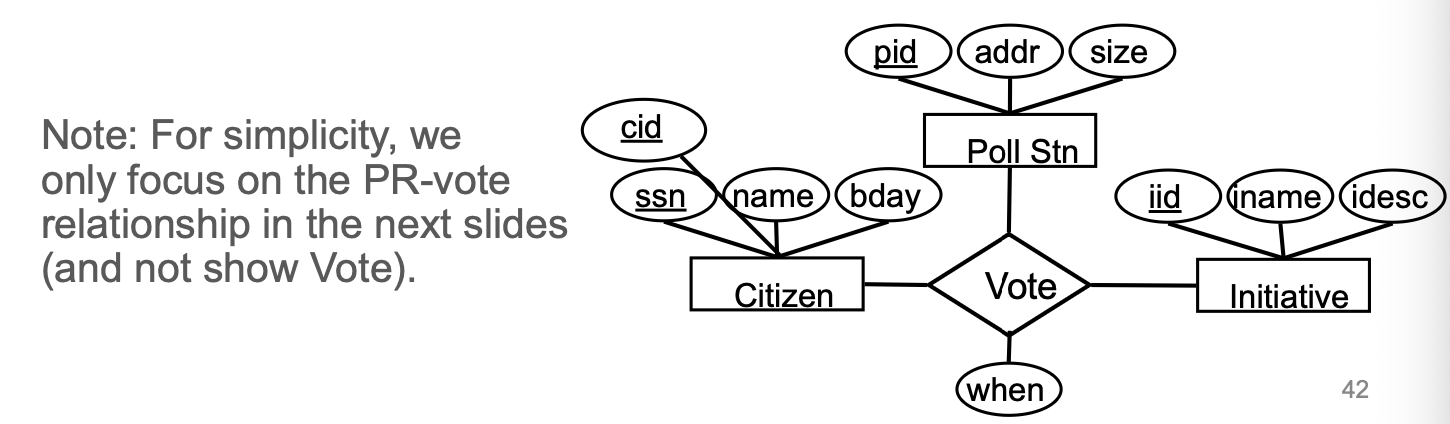 Note: For simplicity, we
only focus on the PR-vote
relationship in the next slides
(and not show Vote).
pid addr size
Poll Stn
cid
ssn name bday
Citizen
Vote
when
iid iname idesc
Initiative
42